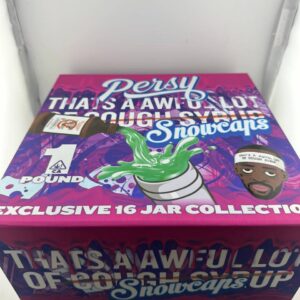 Persy
THATS A AWFUL LOT
OF COUGH SYRUP
Snowcaps
1
POUND
EXCLUSIVE 16 JAR COLLECTION
THATS A AWFUL LOT
OF COUGH SYRUP
Snowcaps